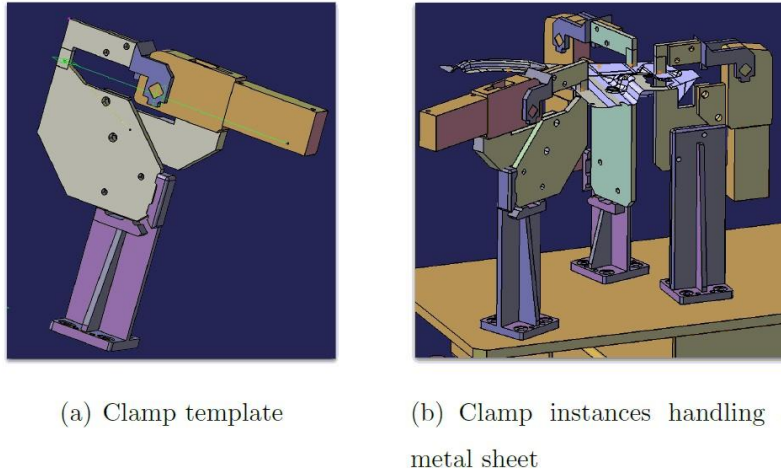 (a) Clamp template
(b) Clamp instances handling
metal sheet